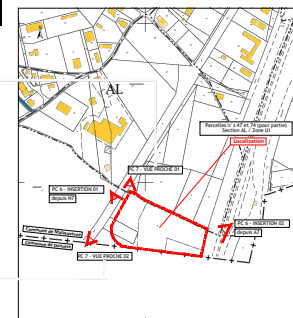 N
AL
Parcelles n° s 47 et 74 (pour partie)
Section AL / Zone UI
Localisation
PC 7 - VUE PROCHE 01
PC 6 - INSERTION 01
depuis N7
PC 6 - INSERTION 02
depuis A7
Commune de
Commune de
PC 7 - VUE PROCHE 02